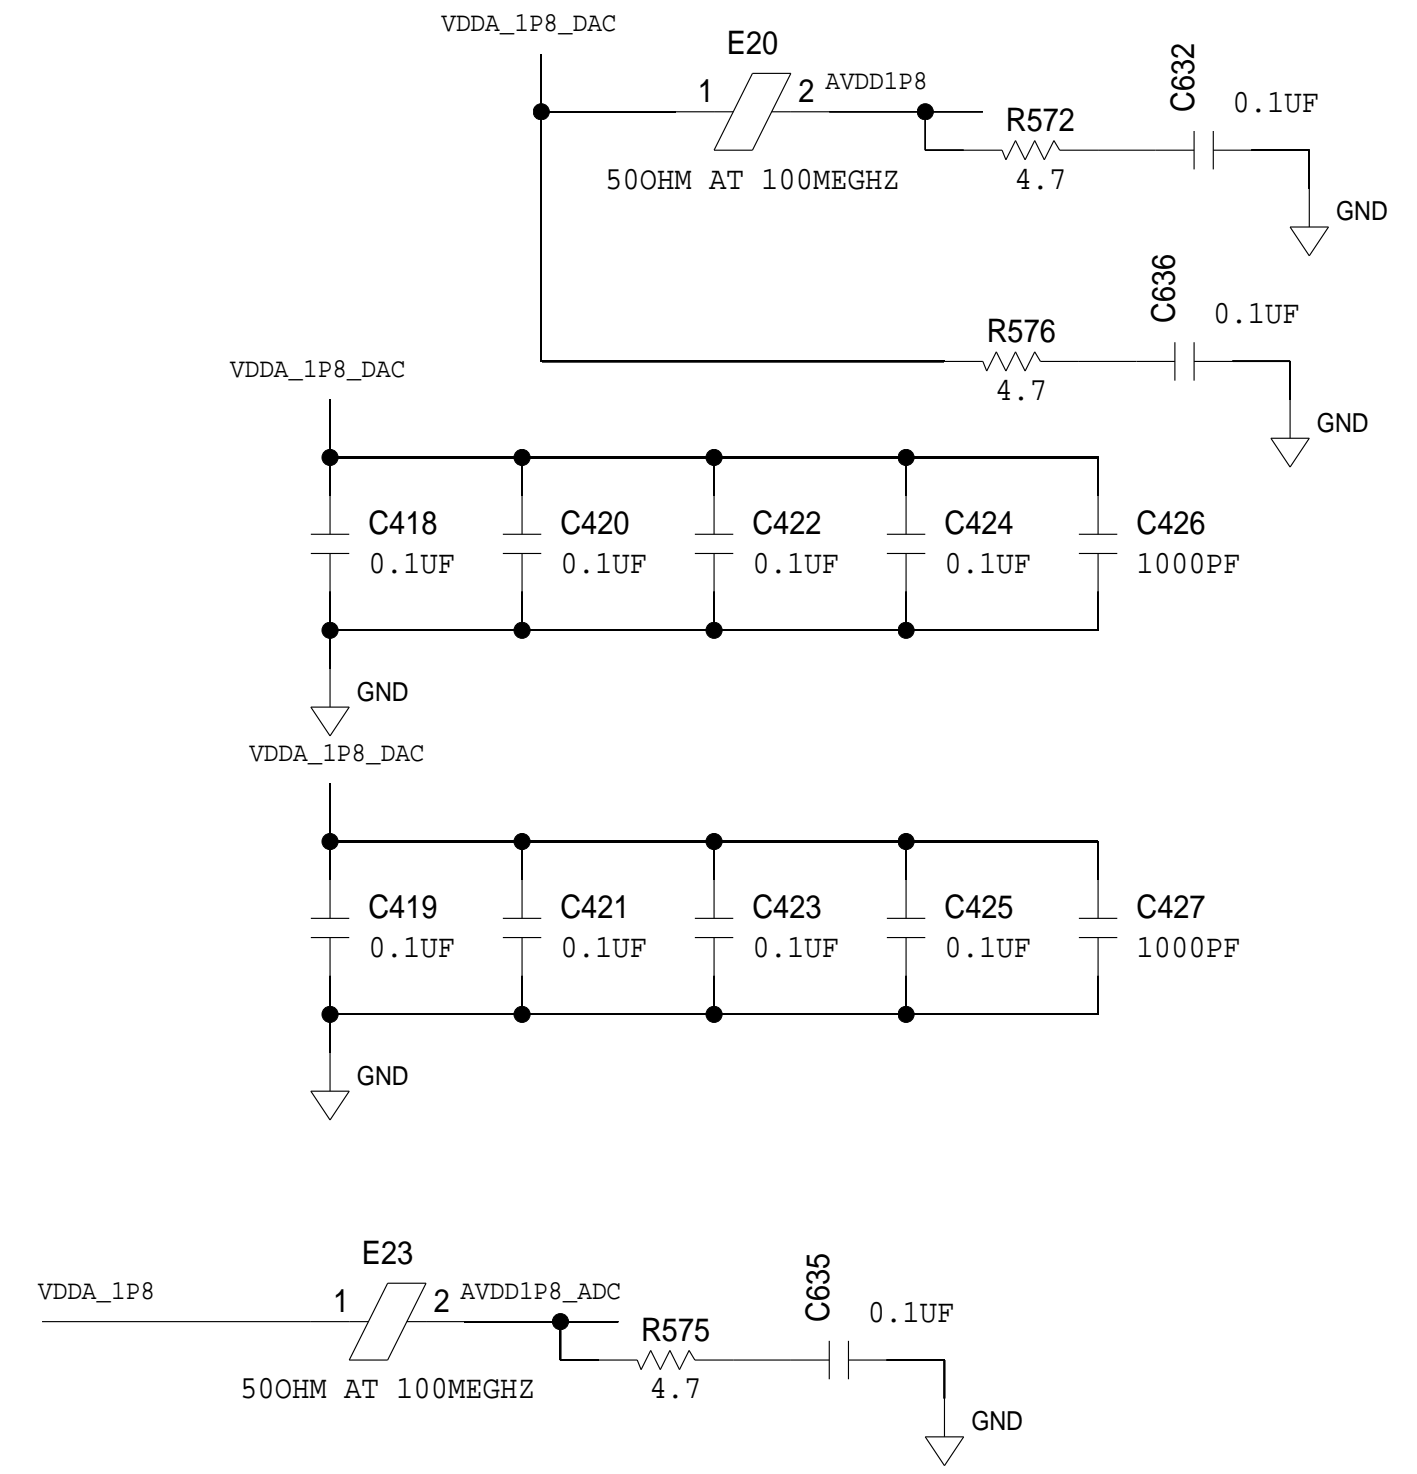 VDDA_1P8_DAC
E20
1
2
AVDD1P8
50OHM AT 100MEGHZ
R572
4.7
C632
0.1UF
GND
R576
4.7
C636
0.1UF
GND
VDDA_1P8_DAC
C418
0.1UF
C420
0.1UF
C422
0.1UF
C424
0.1UF
C426
1000PF
GND
VDDA_1P8_DAC
C419
0.1UF
C421
0.1UF
C423
0.1UF
C425
0.1UF
C427
1000PF
GND
VDDA_1P8
E23
1
2
AVDD1P8_ADC
50OHM AT 100MEGHZ
R575
4.7
C635
0.1UF
GND